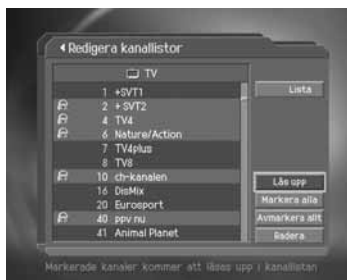 Redigera kanallistor
TV
1 +SVT1
2 + SVT2
4 TV4
6 Nature/Action
7 TV4plus
8 TV8
10 ch-kanalen
16 DisMix
20 Eurosport
40 ppv nu
41 Animal Planet
Lista
Lås upp
Markera alla
Avmarkera allt
Radera
Markerade kanaler kommer att låsas upp i kanallistan